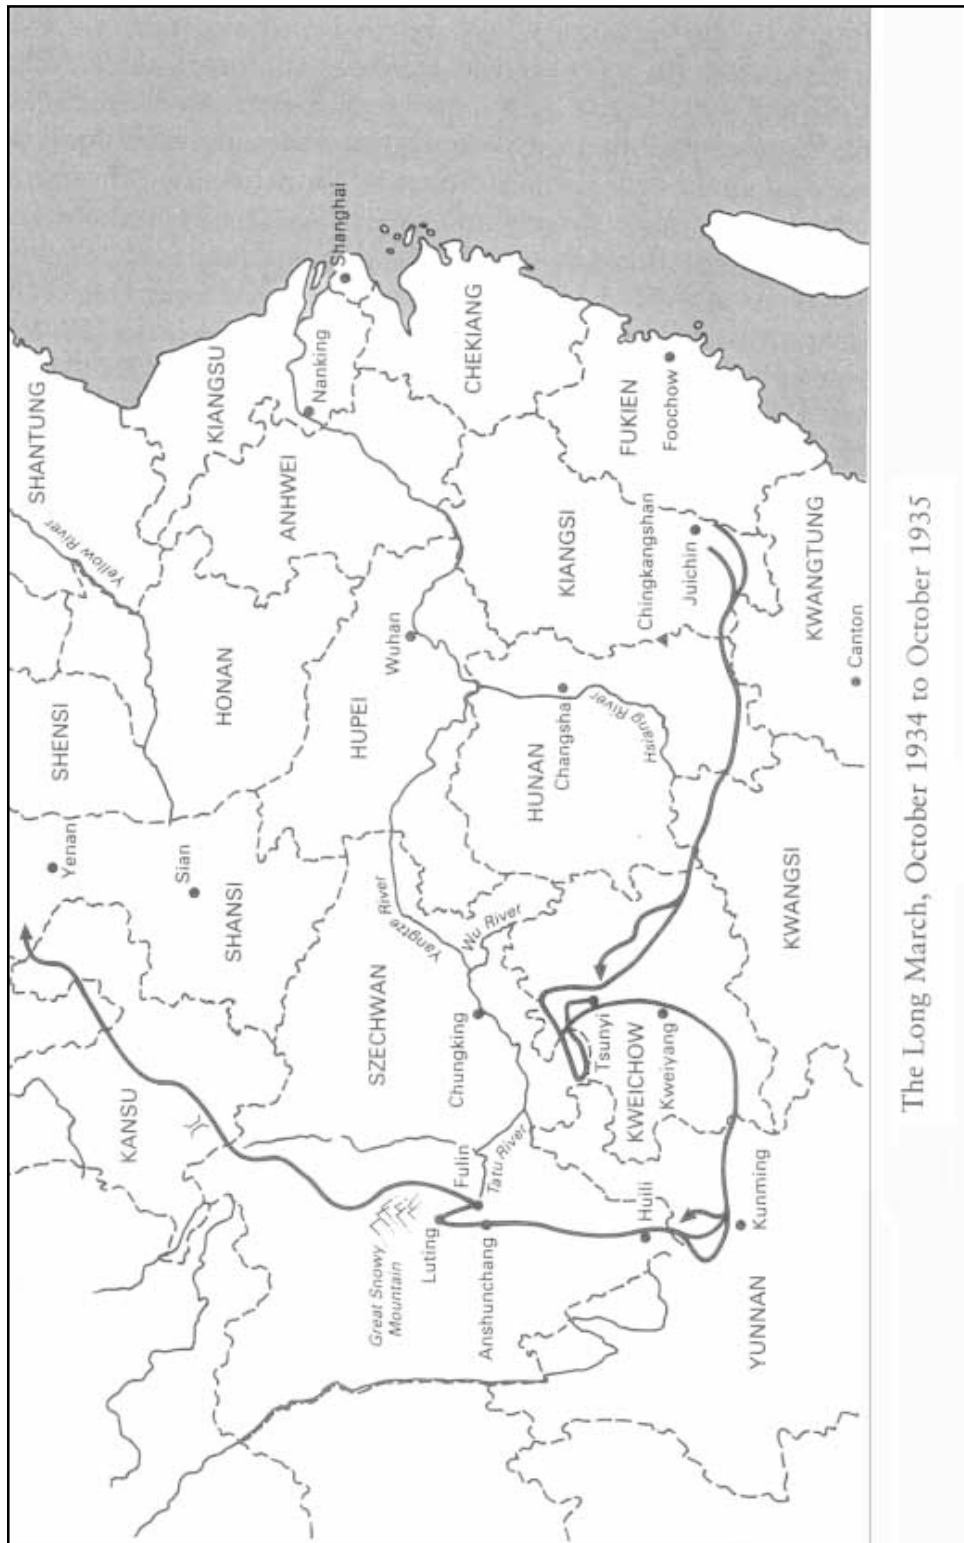 SHANTUNG
Yellow River
KIANGSU
Nanking
Shanghai
ANHWEI
CHEKIANG
FUKIEN
Foochow
KIANGSI
Chingkangshan
Juichin
KWANGTUNG
Canton
SHENSI
HONAN
HUPEI
Wuhan
HUNAN
Changsha
Hsiang River
Yenan
Sian
SHANSI
SZECHWAN
Yangtze River
Wu River
Chungking
KWANGSI
Tsunyi
KWEICHOW
Kweiyang
KANSU
Fulin
Tatu River
Great Snowy
Mountain
Luting
Anshunchang
Huili
Kunming
YUNNAN
The Long March, October 1934 to October 1935